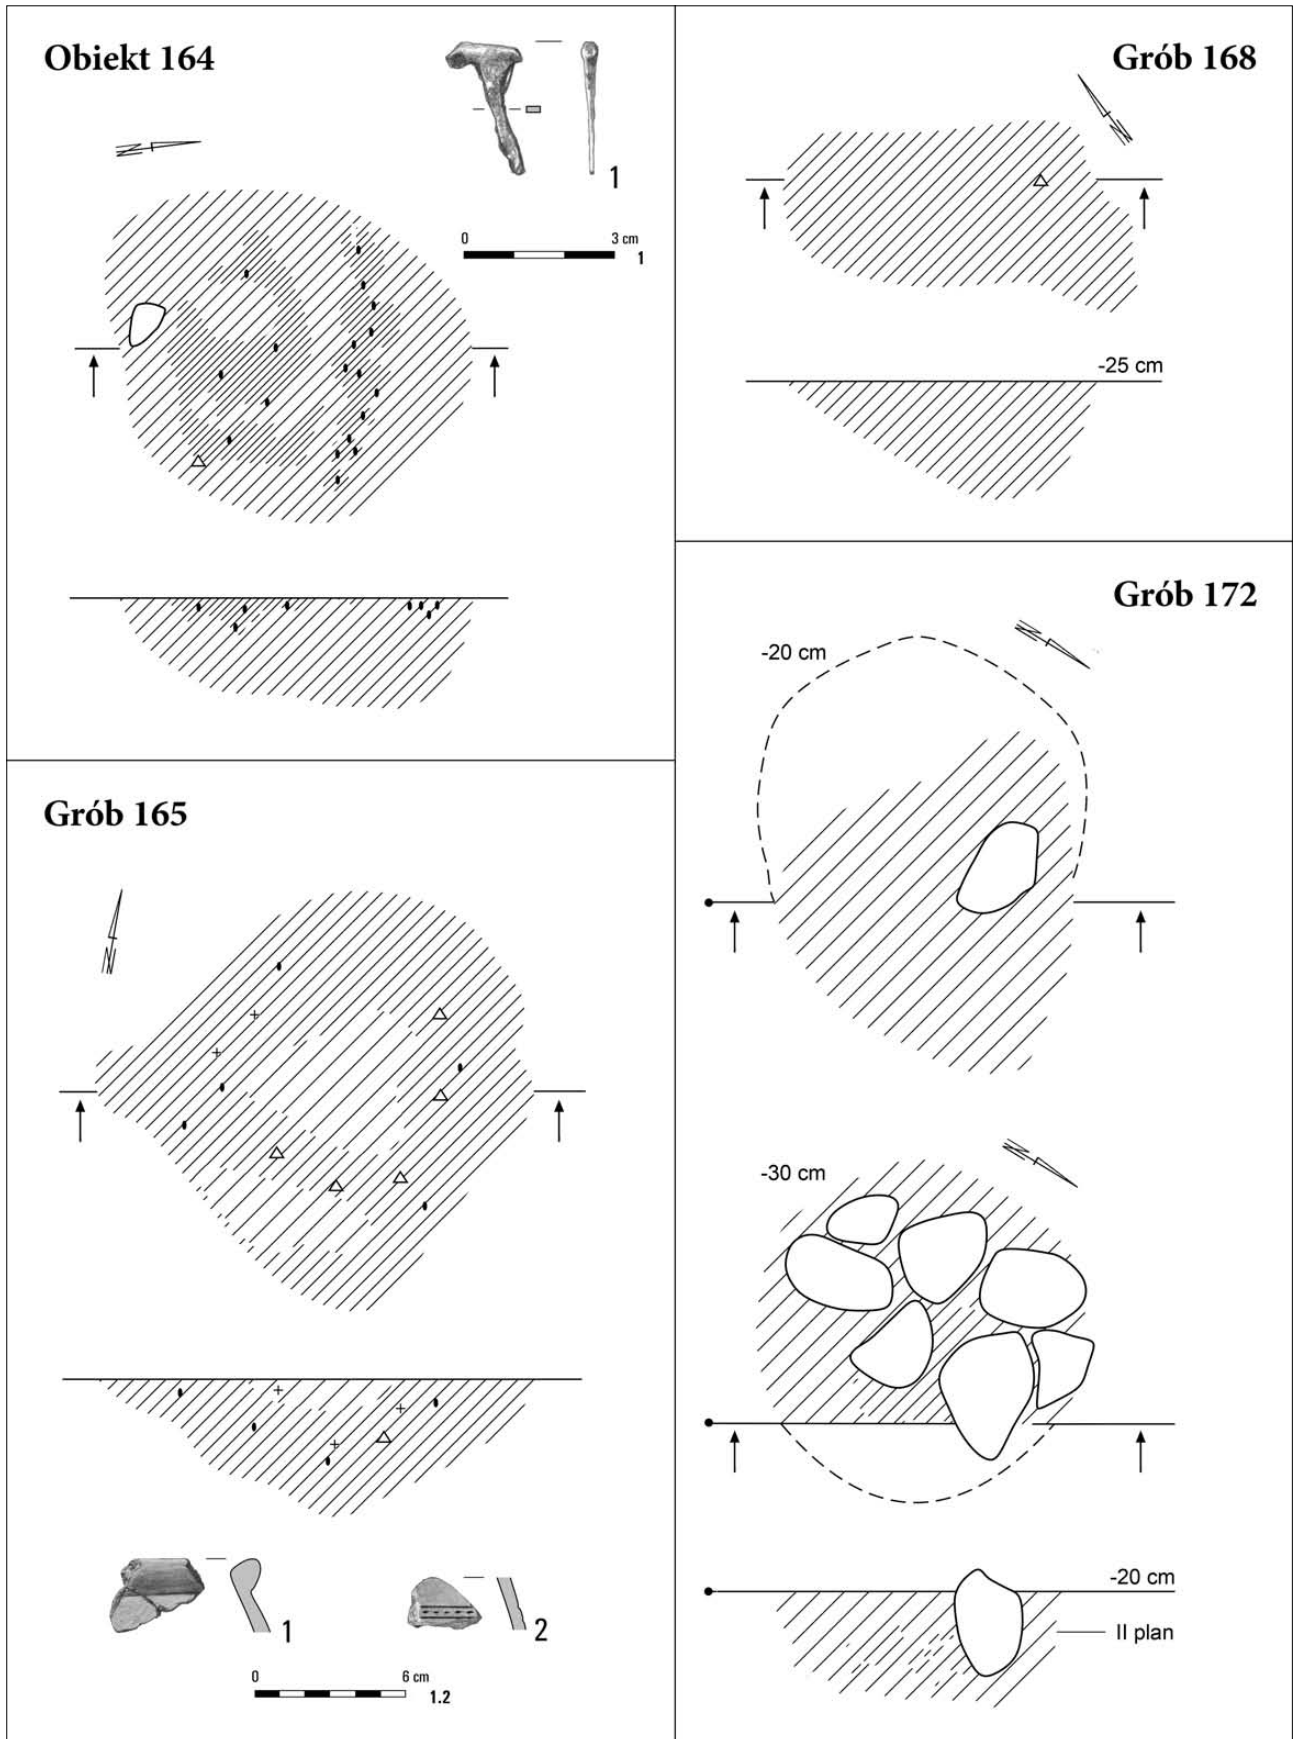 Obiekt 164
N
1
0 3 cm
1
Grób 165
N
1
2
0 6 cm
1.2
Grób 168
N
-25 cm
Grób 172
-20 cm
N
-30 cm
N
-20 cm
II plan